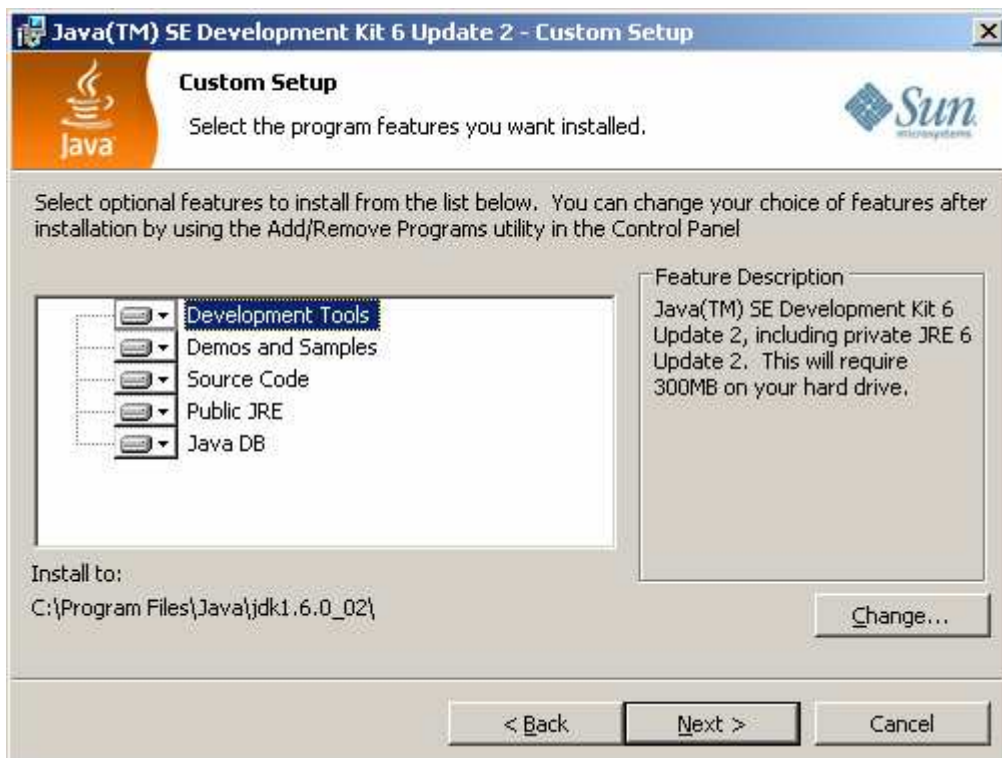 Java(TM) SE Development Kit 6 Update 2 - Custom Setup
Java
Custom Setup
Select the program features you want installed.
Sun
microsystems
Select optional features to install from the list below.  You can change your choice of features after
installation by using the Add/Remove Programs utility in the Control Panel
Development Tools
Demos and Samples
Source Code
Public JRE
Java DB
Feature Description
Java(TM) SE Development Kit 6
Update 2, including private JRE 6
Update 2.  This will require
300MB on your hard drive.
Install to:
C:\Program Files\Java\jdk1.6.0_02\
Change...
< Back
Next >
Cancel